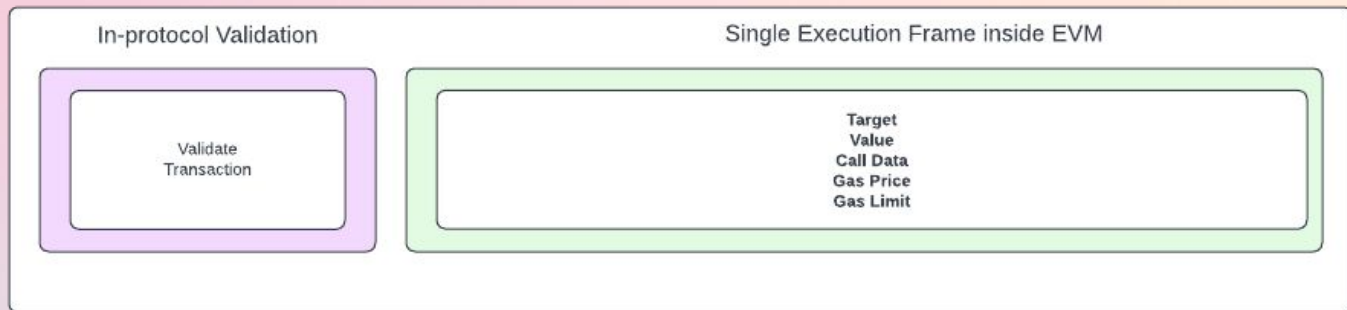 In-protocol Validation
Single Execution Frame inside EVM
Validate
Transaction
Target
Value
Call Data
Gas Price
Gas Limit